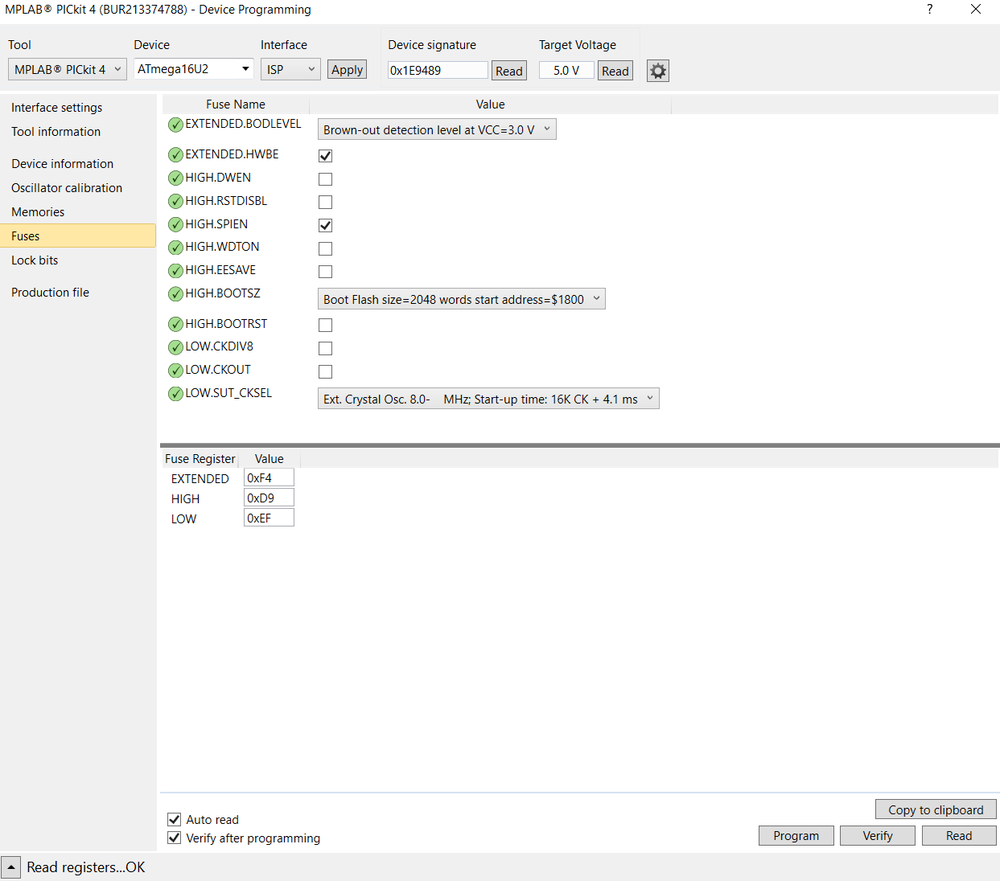 MPLAB® PICkit 4 (BUR213374788) - Device Programming ?
Tool Device Interface Device signature Target Voltage
MPLAB® PICkit 4 ATmega16U2 ISP Apply 0x1E9489 Read 5.0 V Read
Interface settings
Tool information
Device information
Oscillator calibration
Memories
Fuses
Lock bits
Production file
Fuse Name Value
EXTENDED.BODLEVEL Brown-out detection level at VCC=3.0 V
EXTENDED.HWBE
HIGH.DWEN
HIGH.RSTDISBL
HIGH.SPIEN
HIGH.WDTON
HIGH.EESAVE
HIGH.BOOTSZ Boot Flash size=2048 words start address=$1800
HIGH.BOOTRST
LOW.CKDIV8
LOW.CKOUT
LOW.SUT_CKSEL Ext. Crystal Osc. 8.0- MHz; Start-up time: 16K CK + 4.1 ms
Fuse Register Value
EXTENDED 0xF4
HIGH 0xD9
LOW 0xEF
Copy to clipboard
Auto read
Verify after programming
Program Verify Read
Read registers...OK